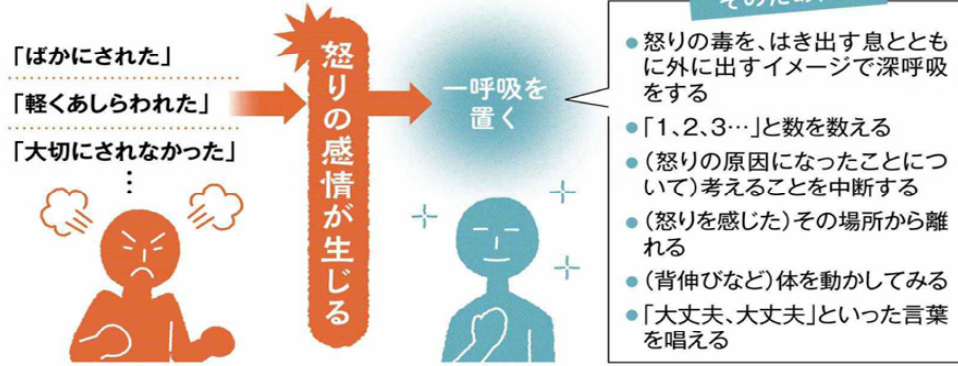 「ばかにされた」
「軽くあしらわれた」
「大切にされなかった」
…
怒りの感情が生じる
一呼吸を
置く
● 怒りの毒を、はき出す息ととも
に外に出すイメージで深呼吸
をする
● 「1、2、3…」と数を数える
● (怒りの原因になったことについ
て)考えることを中断する
● (怒りを感じた)その場所から離
れる
● (背伸びなど)体を動かしてみる
● 「大丈夫、大丈夫」といった言葉
を唱える